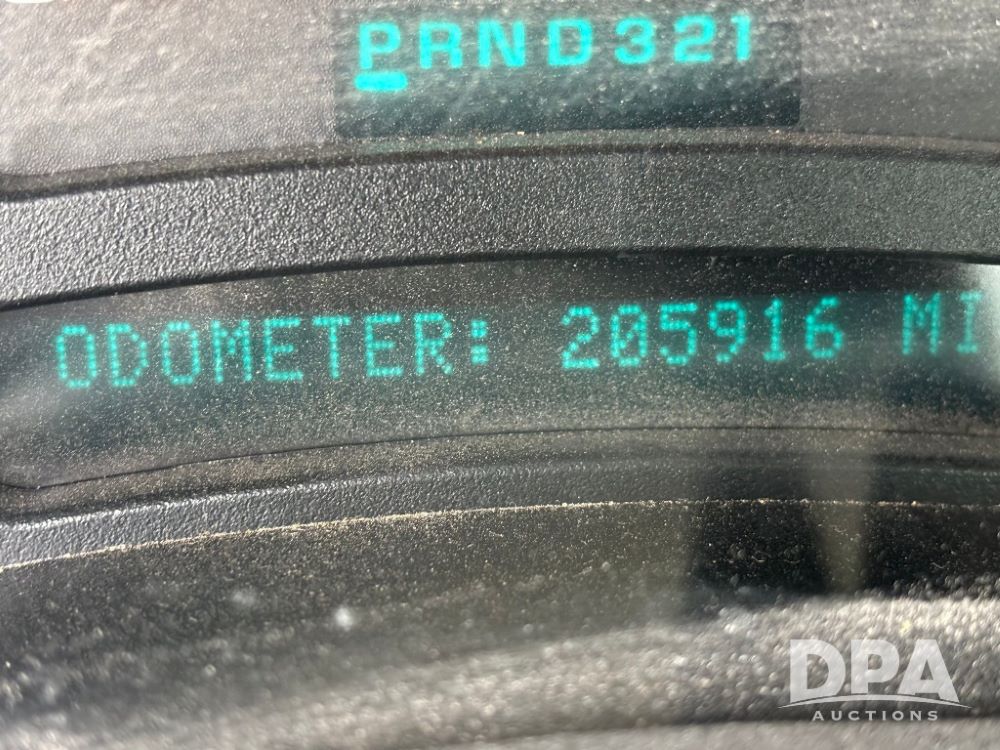 PRND321
ODOMETER: 205916 MI
DPA
AUCTIONS